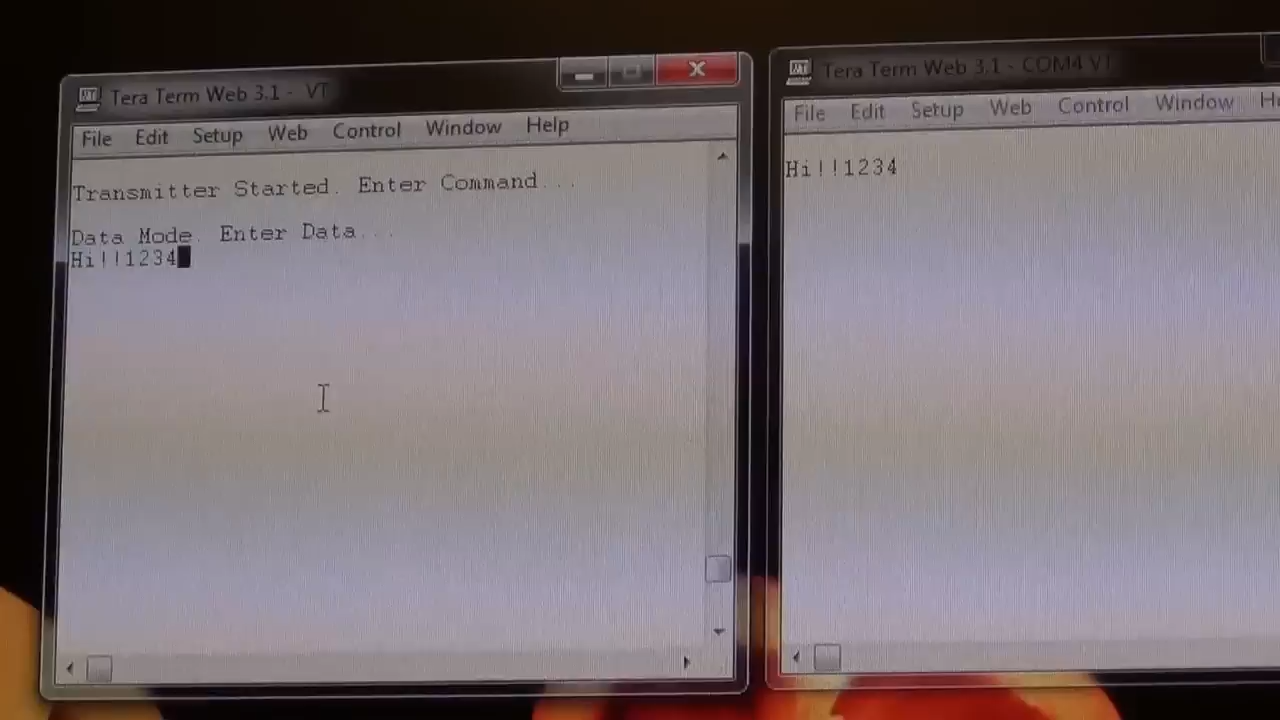 Tera Term Web 3.1 - VT
File Edit Setup Web Control Window Help
Transmitter Started. Enter Command...
Data Mode. Enter Data...
Hi!!1234
Tera Term Web 3.1 - COM4 VT
File Edit Setup Web Control Window He
Hi!!1234